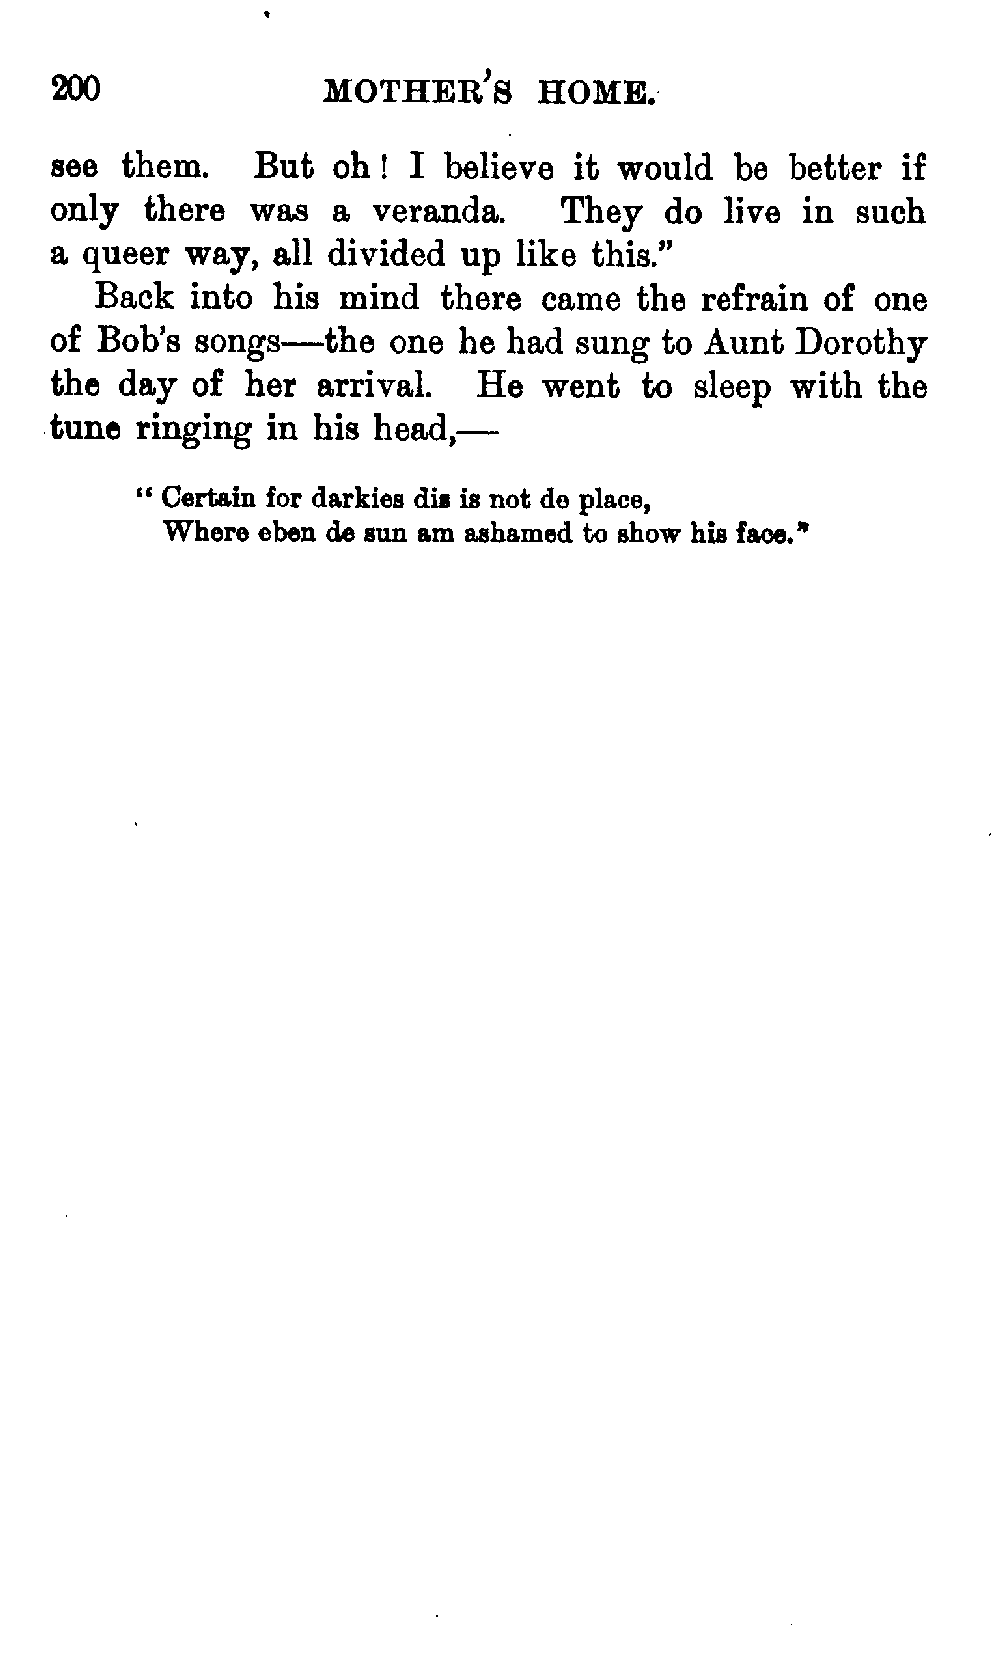 200 MOTHER'S HOME.
see them. But oh! I believe it would be better if
only there was a veranda. They do live in such
a queer way, all divided up like this."
Back into his mind there came the refrain of one
of Bob's songs—the one he had sung to Aunt Dorothy
the day of her arrival. He went to sleep with the
tune ringing in his head,—
"Certain for darkies dis is not de place,
Where eben de sun am ashamed to show his face."